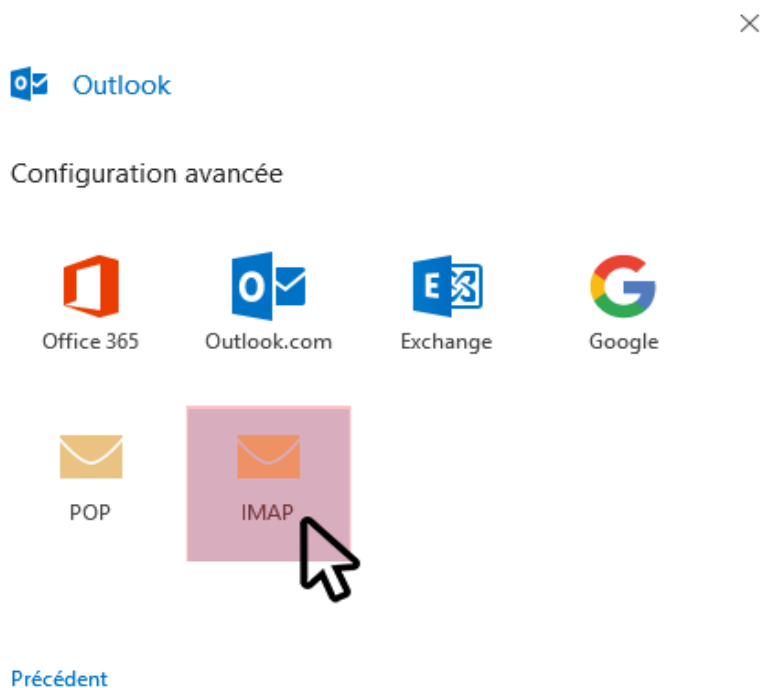 Outlook
Configuration avancée
Office 365
Outlook.com
Exchange
Google
POP
IMAP
Précédent